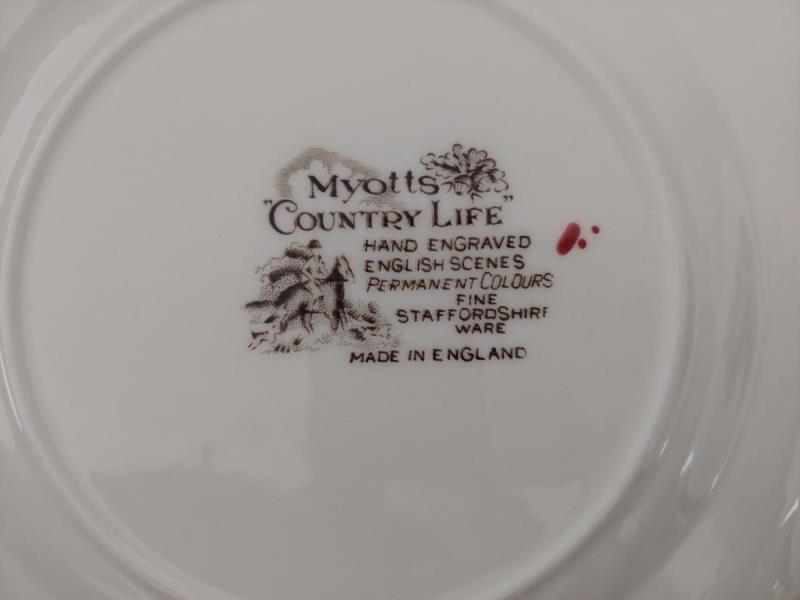 Myotts
"COUNTRY LIFE"
HAND ENGRAVED
ENGLISH SCENES
PERMANENT COLOURS
FINE
STAFFORDSHIRE
WARE
MADE IN ENGLAND